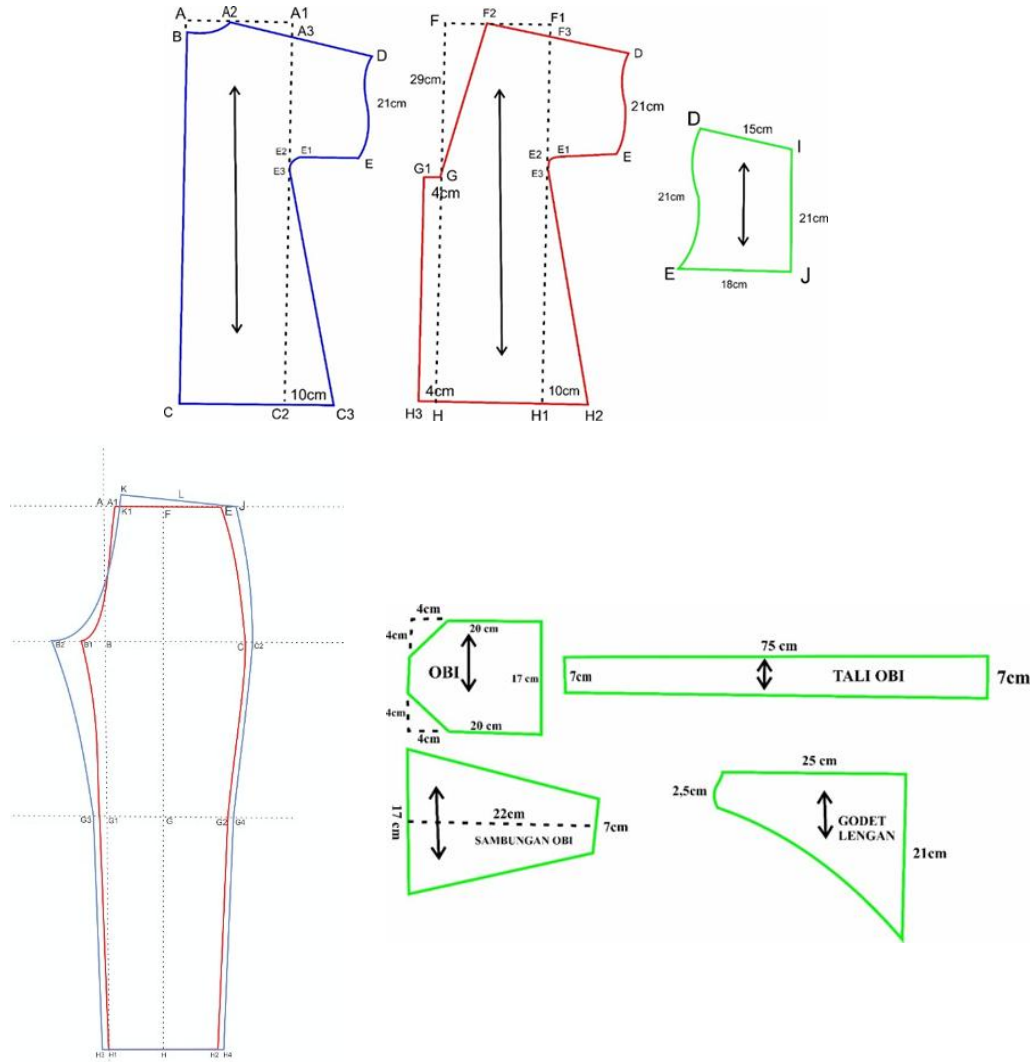 A A2 A1
B A3
D
21cm
E2 E1
E3 E
10cm
C C2 C3
F F2 F1
F3
D
29cm
21cm
E2 E1
E3 E
G1 G
4cm
4cm 10cm
H3 H H1 H2
D 15cm
I
21cm 21cm
E J
18cm
K L
A A1 E J
K1 F
B2 B1 B C C2
G3 G1 G G2 G4
H3 H1 H H2 H4
4cm
4cm 20 cm
OBI 17 cm
4cm 20 cm
4cm
75 cm
7cm TALI OBI 7cm
17 cm 22cm 7cm
SAMBUNGAN OBI
25 cm
2,5cm
GODET
LENGAN
21cm